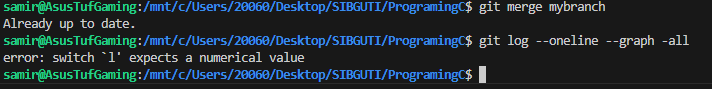 samir@AsusTufGaming:/mnt/c/Users/20060/Desktop/SIBGUTI/ProgramingC$ git merge mybranch
Already up to date.
samir@AsusTufGaming:/mnt/c/Users/20060/Desktop/SIBGUTI/ProgramingC$ git log --oneline --graph -all
error: switch `l' expects a numerical value
samir@AsusTufGaming:/mnt/c/Users/20060/Desktop/SIBGUTI/ProgramingC$